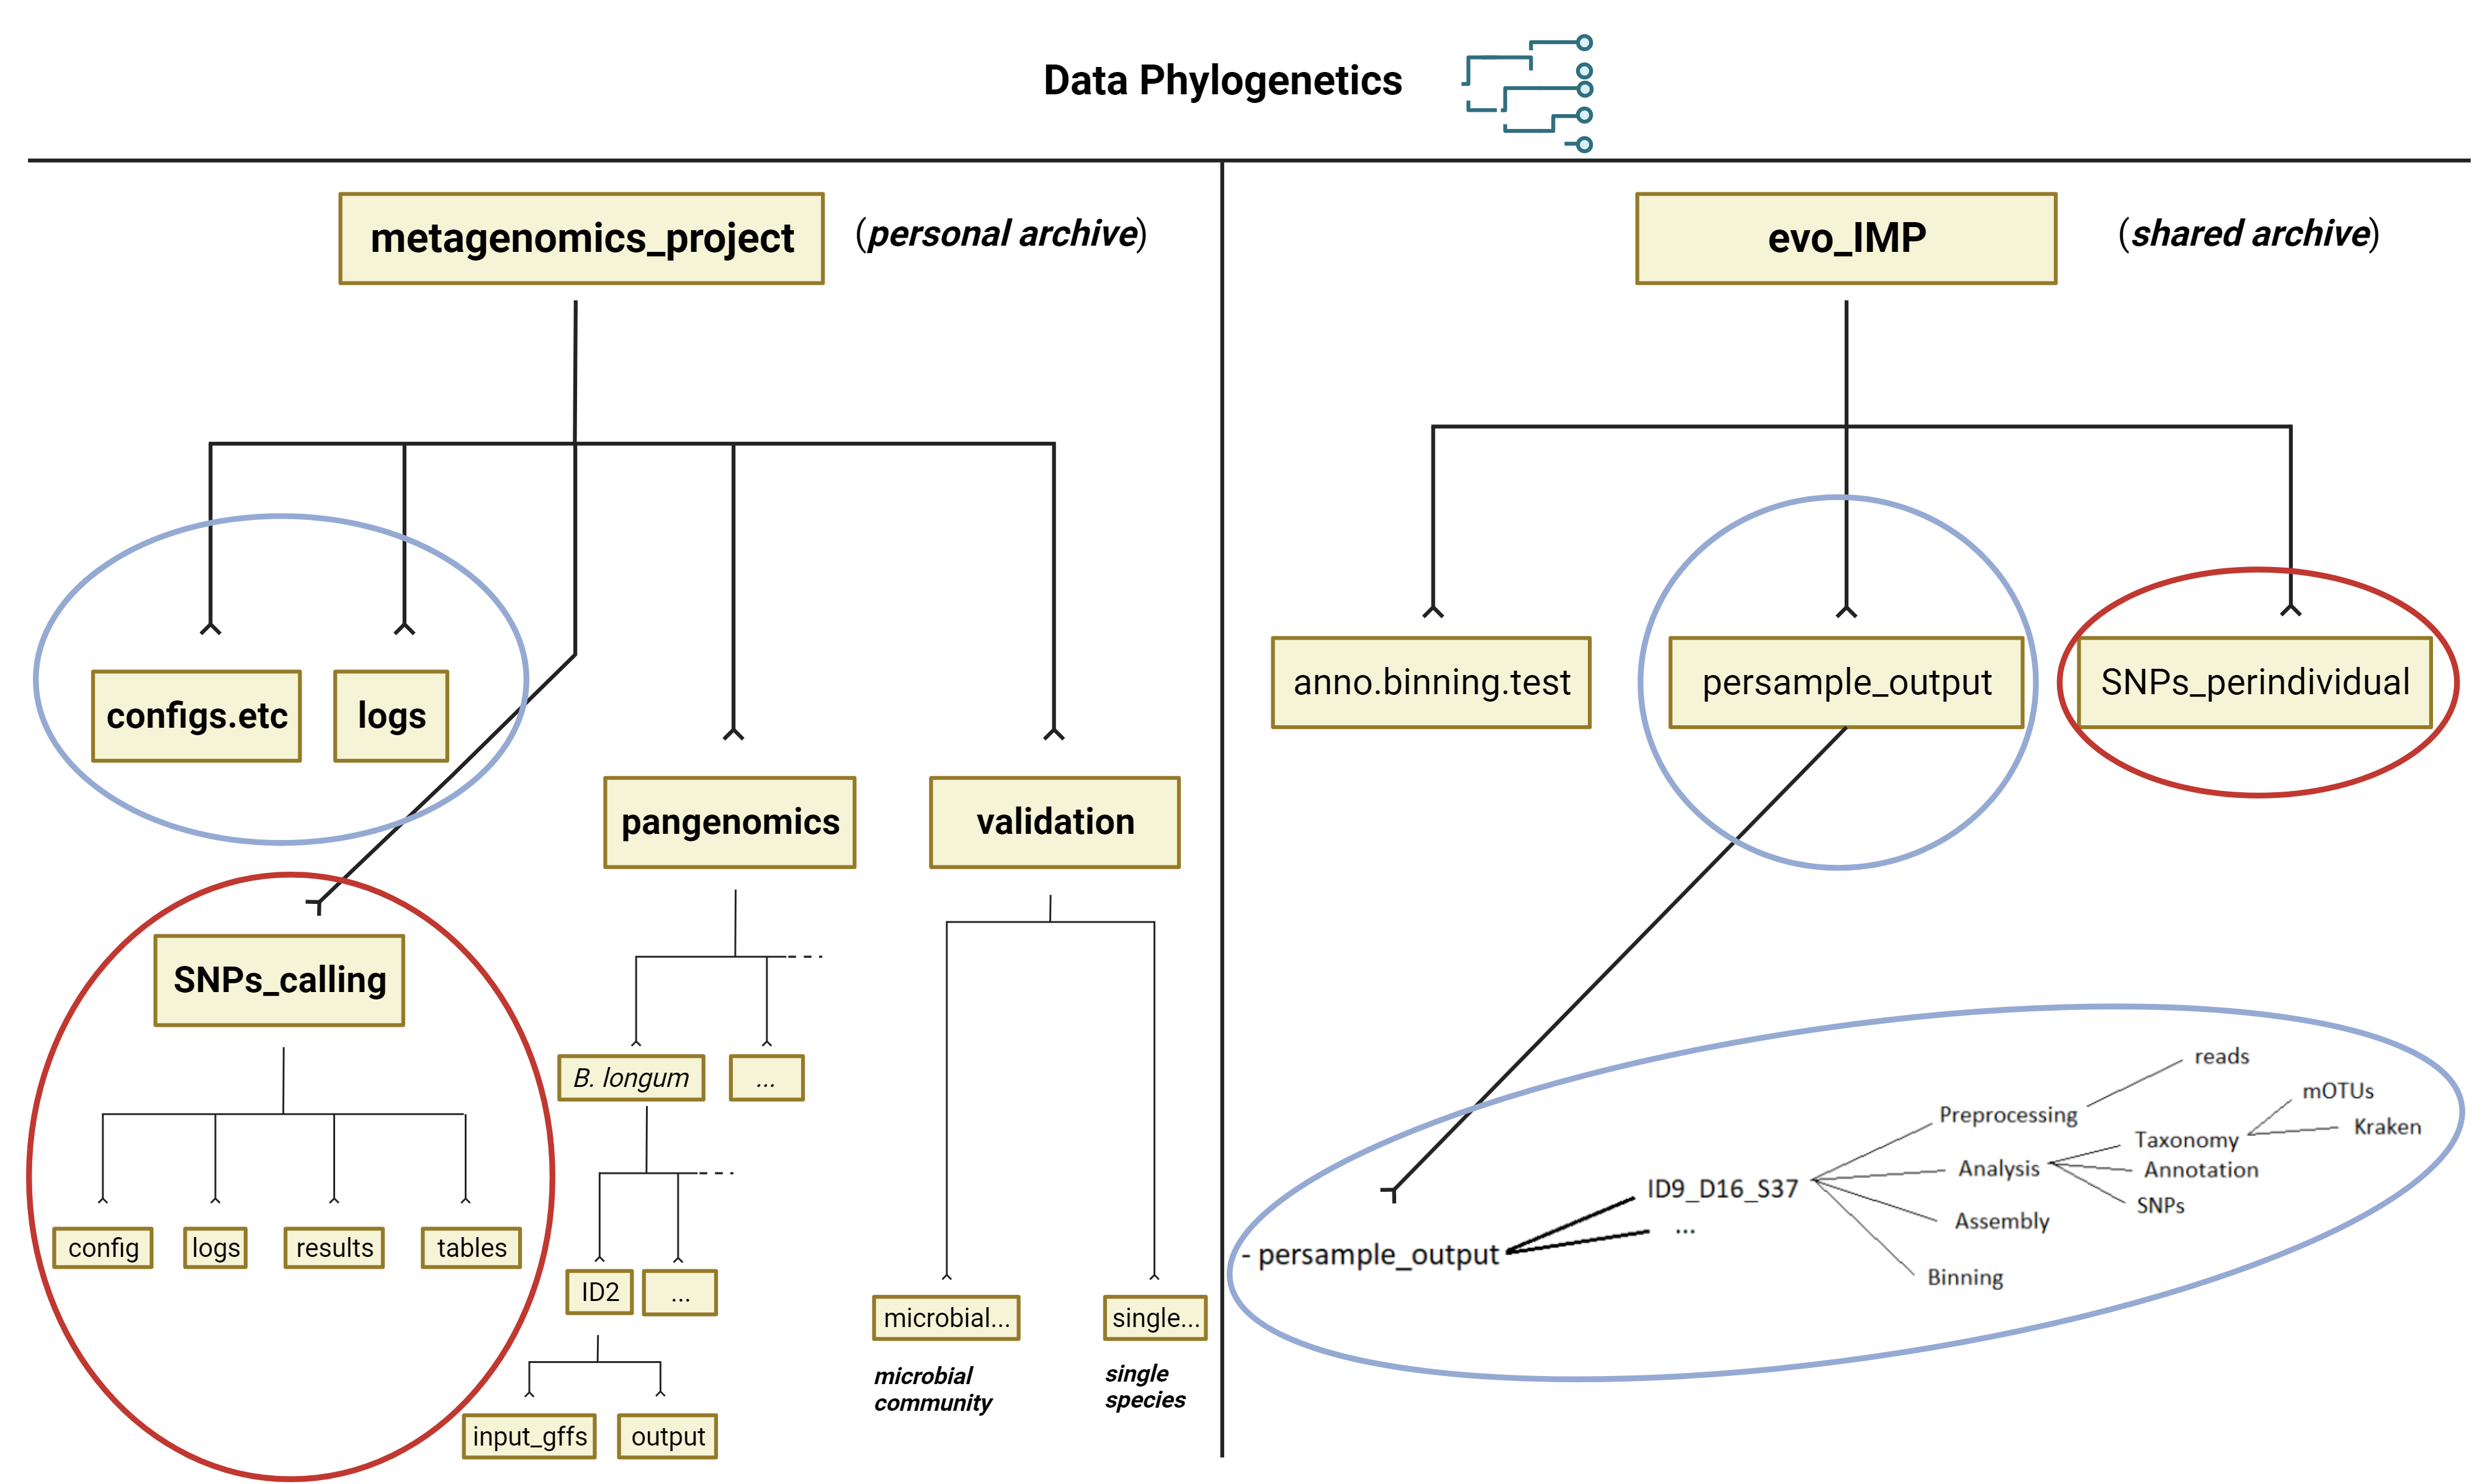 Data Phylogenetics
metagenomics_project
(personal archive)
configs.etc
logs
pangenomics
validation
SNPs_calling
config
logs
results
tables
B. longum
...
ID2
...
input_gffs
output
microbial...
single...
microbial
community
single
species
evo_IMP
(shared archive)
anno.binning.test
persample_output
SNPs_perindividual
- persample_output
ID9_D16_S37
...
Preprocessing
reads
Analysis
Taxonomy
mOTUs
Kraken
Annotation
SNPs
Assembly
Binning